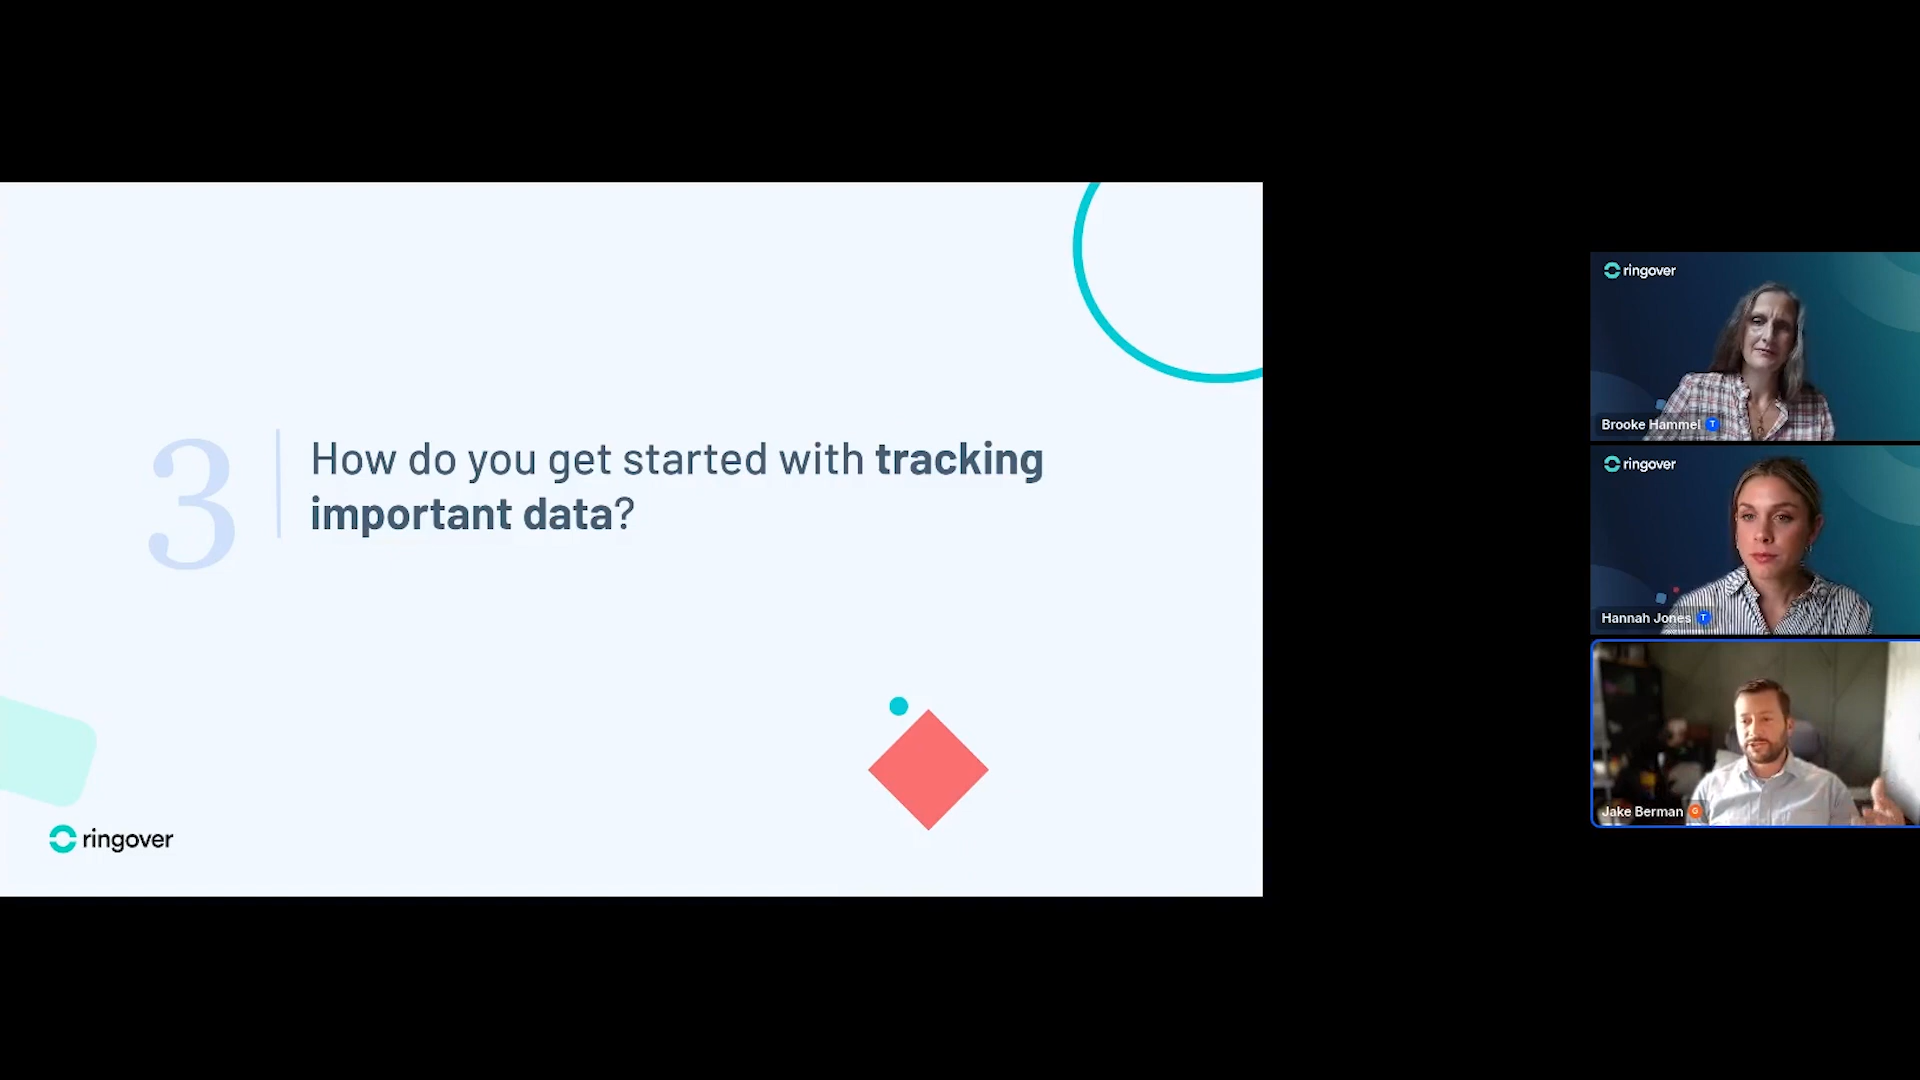 3
How do you get started with tracking
important data?
ringover
ringover
Brooke Hammel T
ringover
Hannah Jones T
Jake Berman G